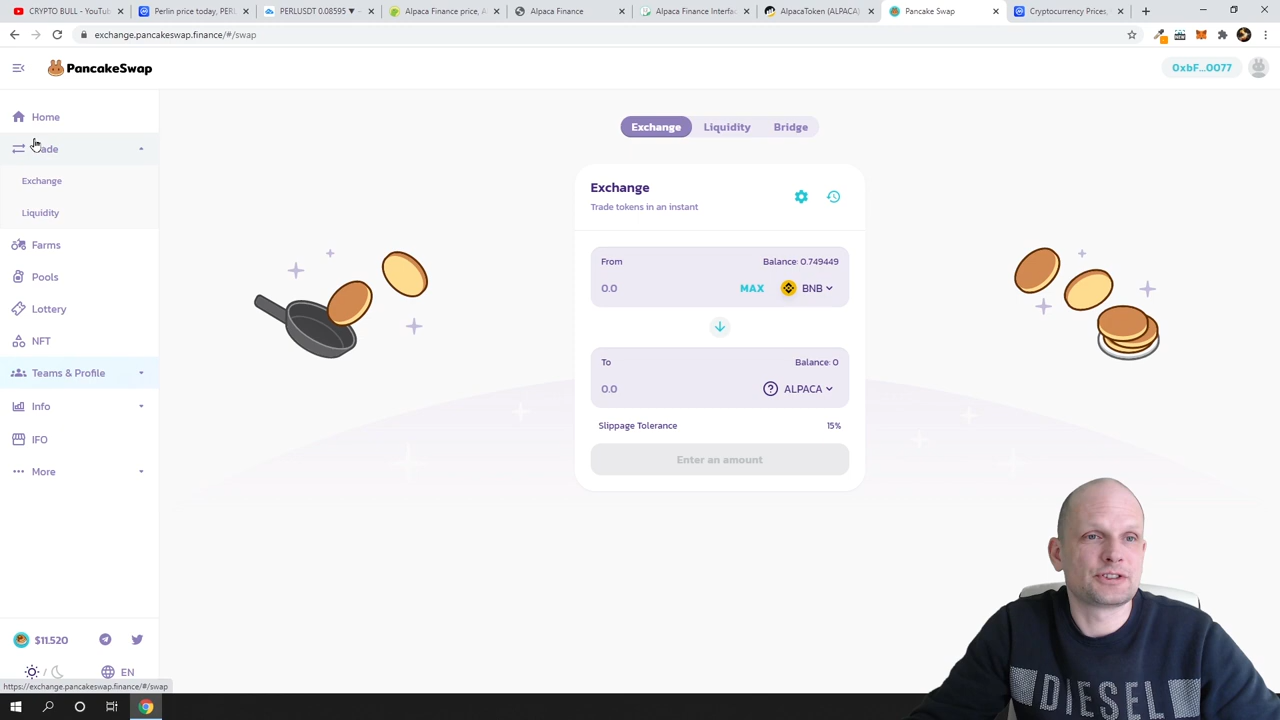 CRYPTO BULL - YouTube
Perlin price today, PERL
PERLUSDT 0.08595 ▼ -
Alpaca Finance price, A
Alpaca Finance
Alpaca Finance Interfa
AlpacaToken (ALPACA)
Pancake Swap
Cryptocurrency Prices,
exchange.pancakeswap.finance/#/swap
PancakeSwap
0xbF...0077
Home
ade
Exchange
Liquidity
Farms
Pools
Lottery
NFT
Teams & Profile
Info
IFO
More
$11.520
EN
https://exchange.pancakeswap.finance/#/swap
Exchange Liquidity Bridge
Exchange
Trade tokens in an instant
From Balance: 0.749449
0.0 MAX BNB
To Balance: 0
0.0 ALPACA
Slippage Tolerance 15%
Enter an amount
DIESEL